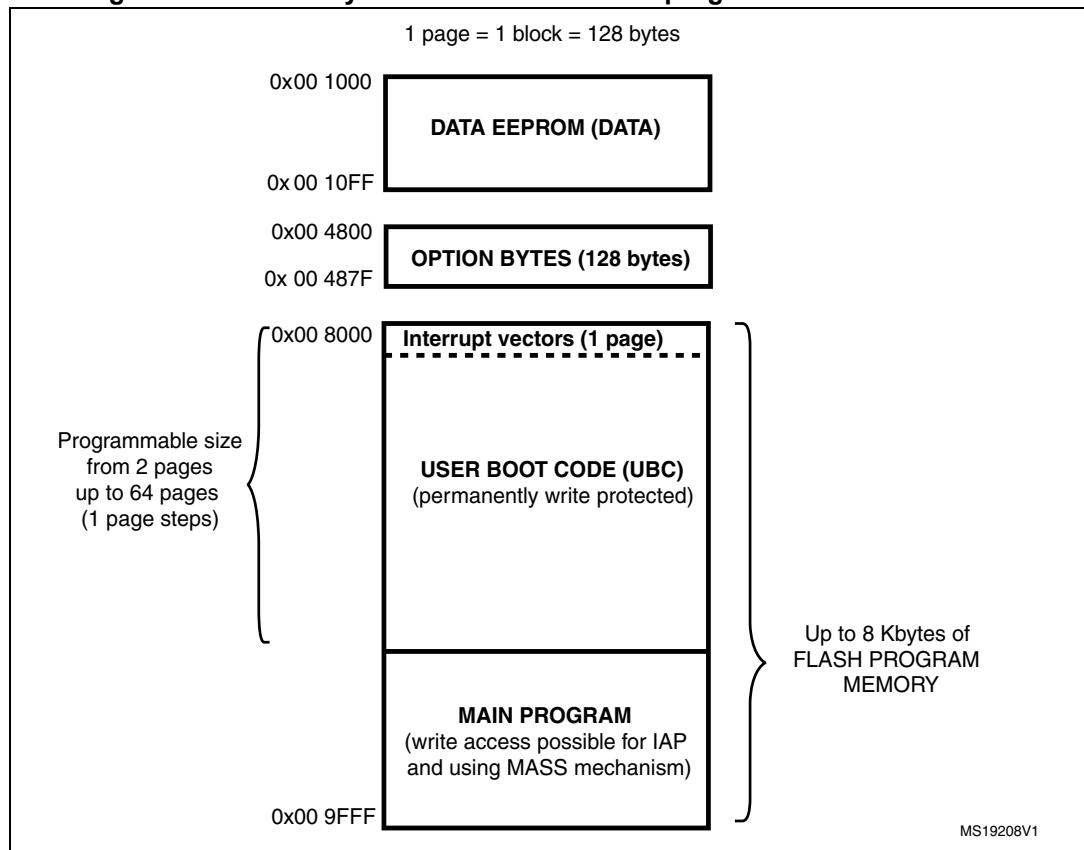 1 page = 1 block = 128 bytes
0x00 1000
DATA EEPROM (DATA)
0x 00 10FF
0x00 4800
OPTION BYTES (128 bytes)
0x 00 487F
0x00 8000
Interrupt vectors (1 page)
Programmable size
from 2 pages
up to 64 pages
(1 page steps)
USER BOOT CODE (UBC)
(permanently write protected)
Up to 8 Kbytes of
FLASH PROGRAM
MEMORY
MAIN PROGRAM
(write access possible for IAP
and using MASS mechanism)
0x00 9FFF
MS19208V1